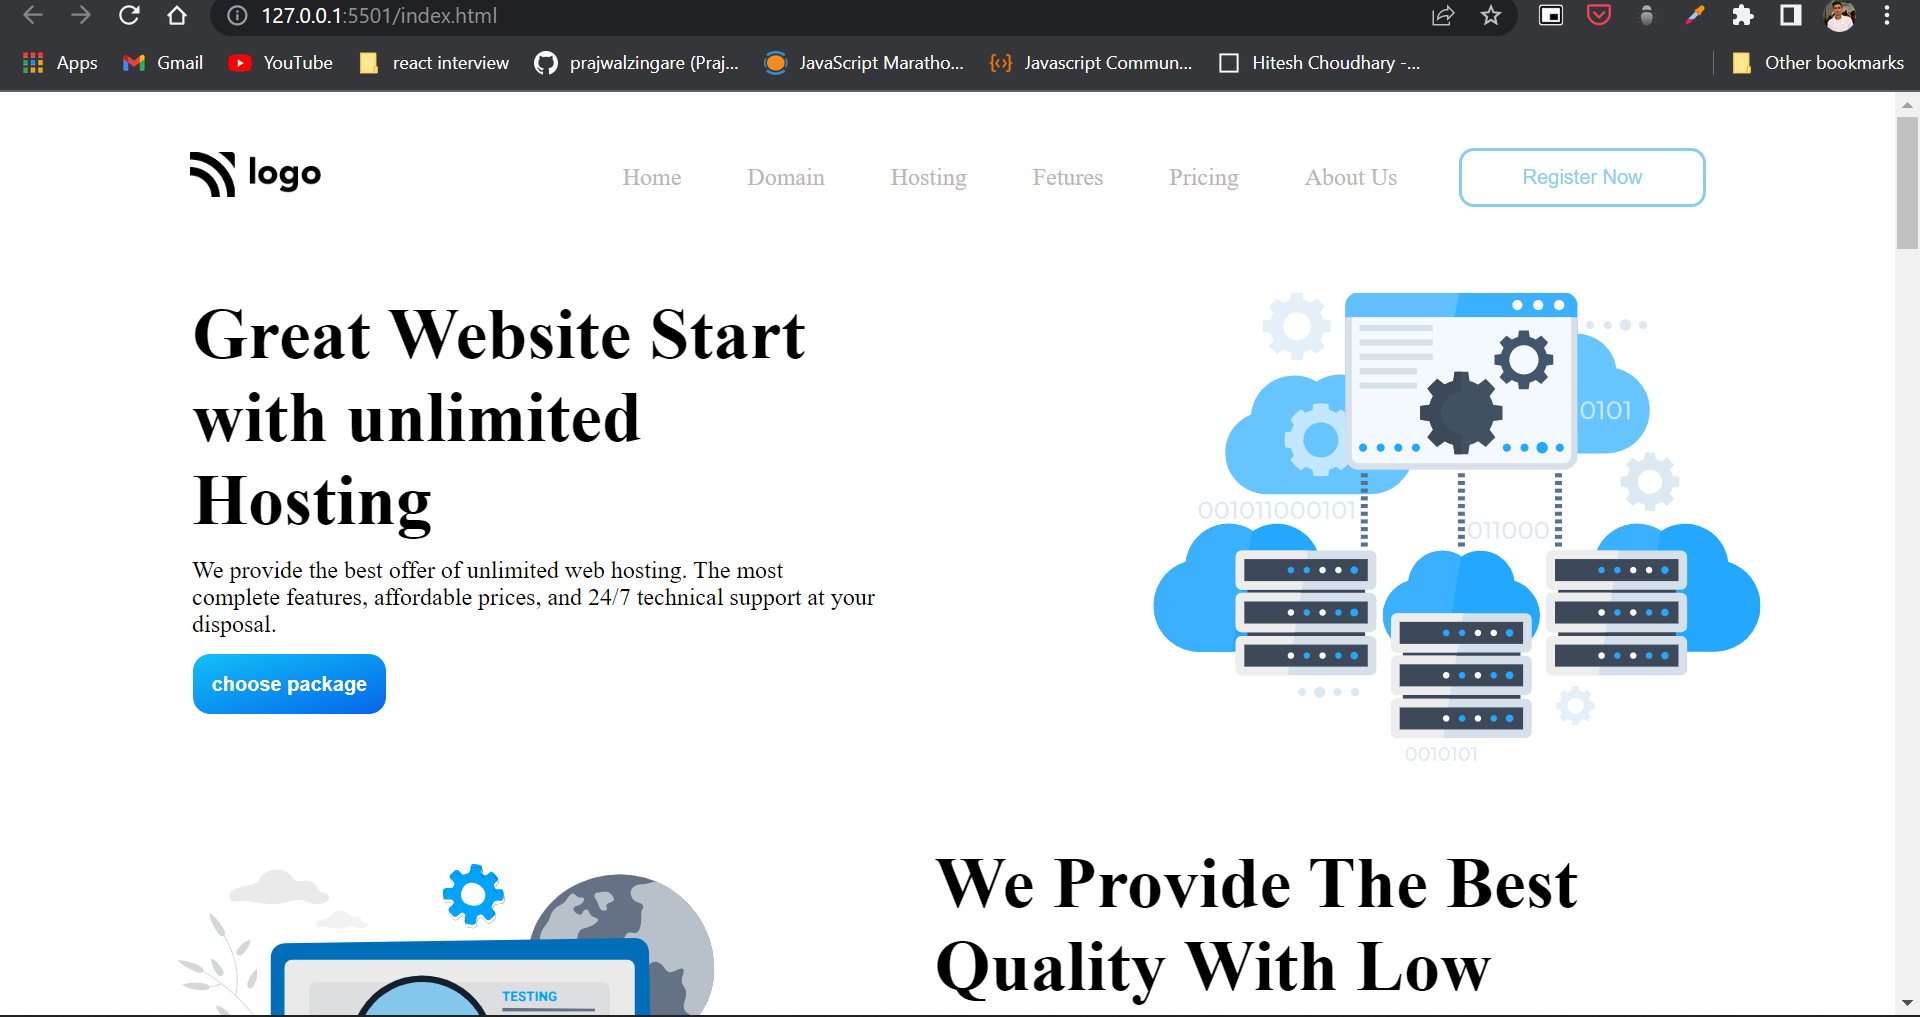 127.0.0.1:5501/index.html
Apps Gmail YouTube react interview prajwalzingare (Praj... JavaScript Maratho... Javascript Commun... Hitesh Choudhary -... Other bookmarks
logo Home Domain Hosting Fetures Pricing About Us Register Now
Great Website Start
with unlimited
Hosting
We provide the best offer of unlimited web hosting. The most
complete features, affordable prices, and 24/7 technical support at your
disposal.
choose package
0101
001011000101
011000
0010101
We Provide The Best
Quality With Low
TESTING